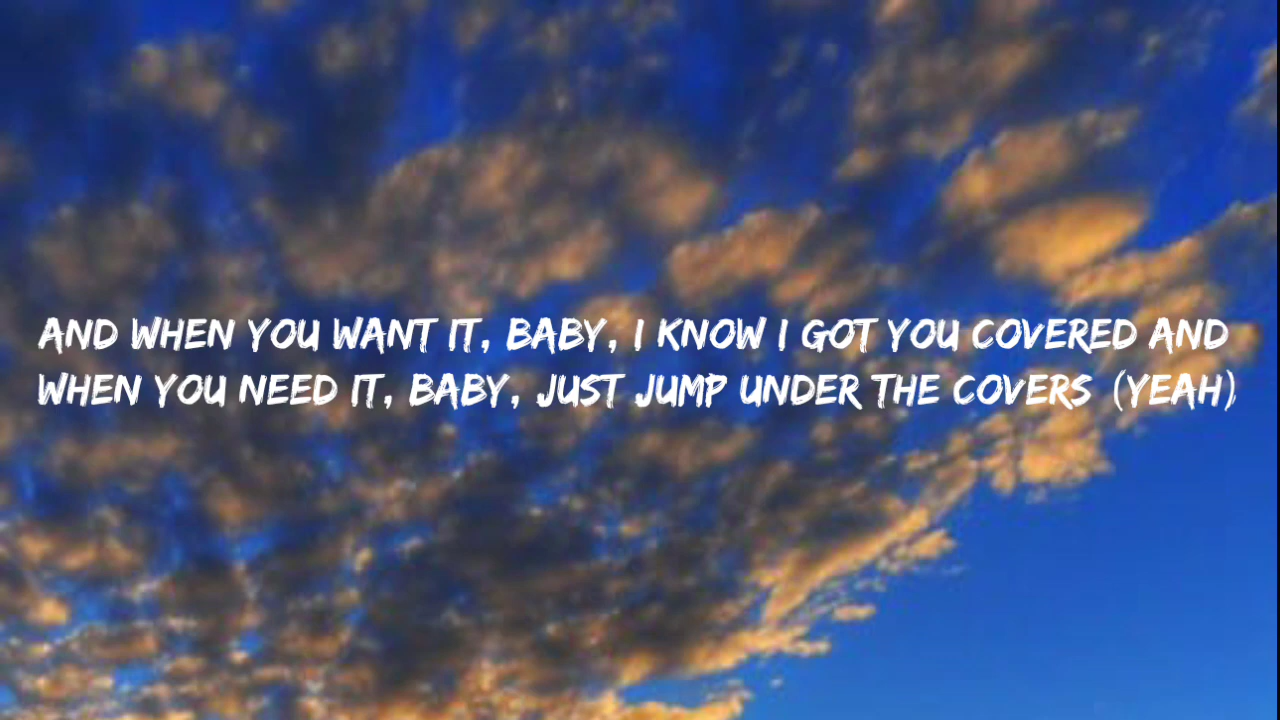 AND WHEN YOU WANT IT, BABY, I KNOW I GOT YOU COVERED AND
WHEN YOU NEED IT, BABY, JUST JUMP UNDER THE COVERS (YEAH)